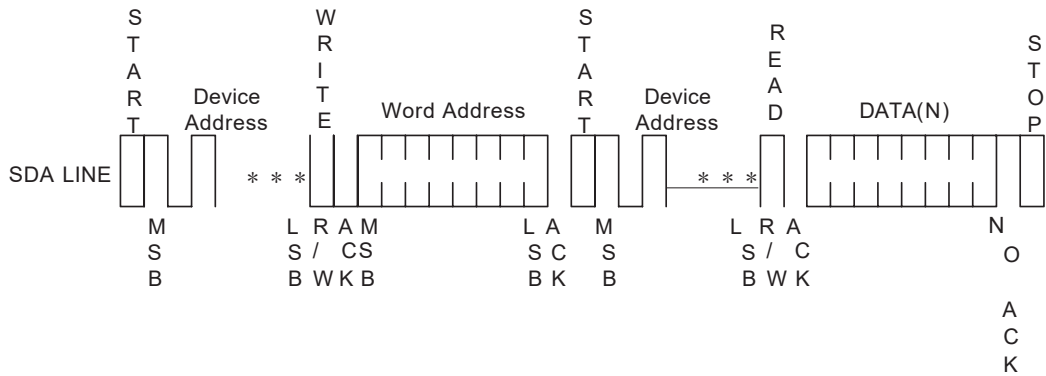 START
WRITE
START
READ
STOP
Device
Address
Word Address
Device
Address
DATA(N)
SDA LINE
* * *
* * *
MSB
LSB
R/W
ACK
MSB
LSB
ACK
MSB
LSB
R/W
ACK
NO ACK